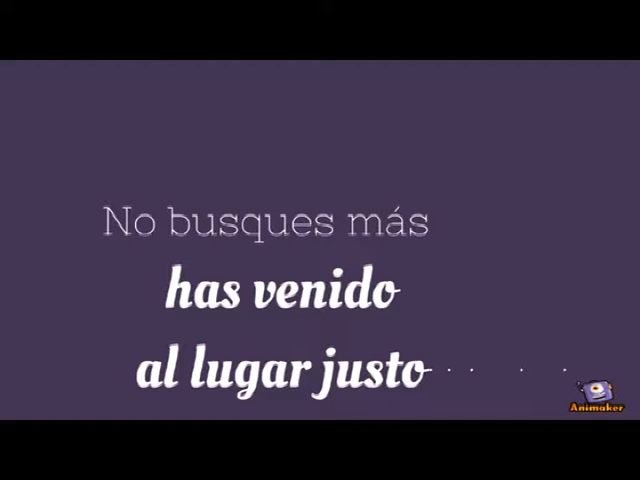 No busques más
has venido
al lugar justo
Animaker